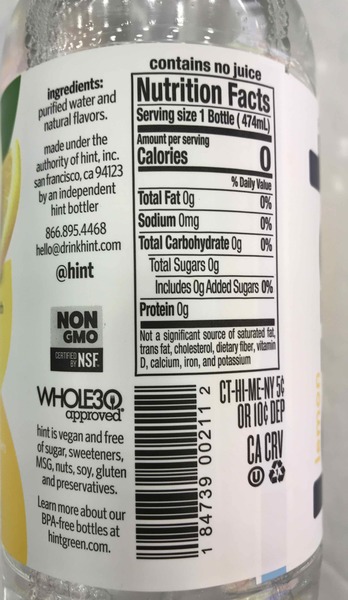 ingredients:
purified water and
natural flavors.
made under the
authority of hint, inc.
san francisco, ca 94123
by an independent
hint bottler
866.895.4468
hello@drinkhint.com
@hint
NON
GMO
CERTIFIED
BY NSF
WHOLE30
approved
hint is vegan and free
of sugar, sweeteners,
MSG, nuts, soy, gluten
and preservatives.
Learn more about our
BPA-free bottles at
hintgreen.com.
contains no juice
Nutrition Facts
Serving size 1 Bottle (474mL)
Amount per serving
Calories 0
% Daily Value
Total Fat 0g 0%
Sodium 0mg 0%
Total Carbohydrate 0g 0%
Total Sugars 0g
Includes 0g Added Sugars 0%
Protein 0g
Not a significant source of saturated fat,
trans fat, cholesterol, dietary fiber, vitamin
D, calcium, iron, and potassium
1 84739 00211 2
CT-HI-ME-NY 5¢
OR 10¢ DEP
CA CRV
U
lemon